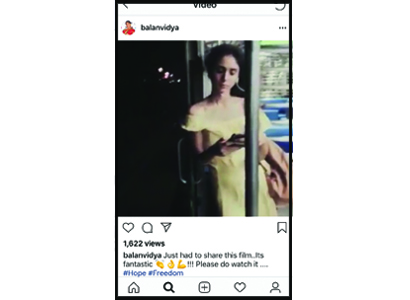 Video
balanvidya
1,622 views
balanvidya Just had to share this film..Its
fantastic 👏👌💪!!! Please do watch it ....
#Hope #Freedom